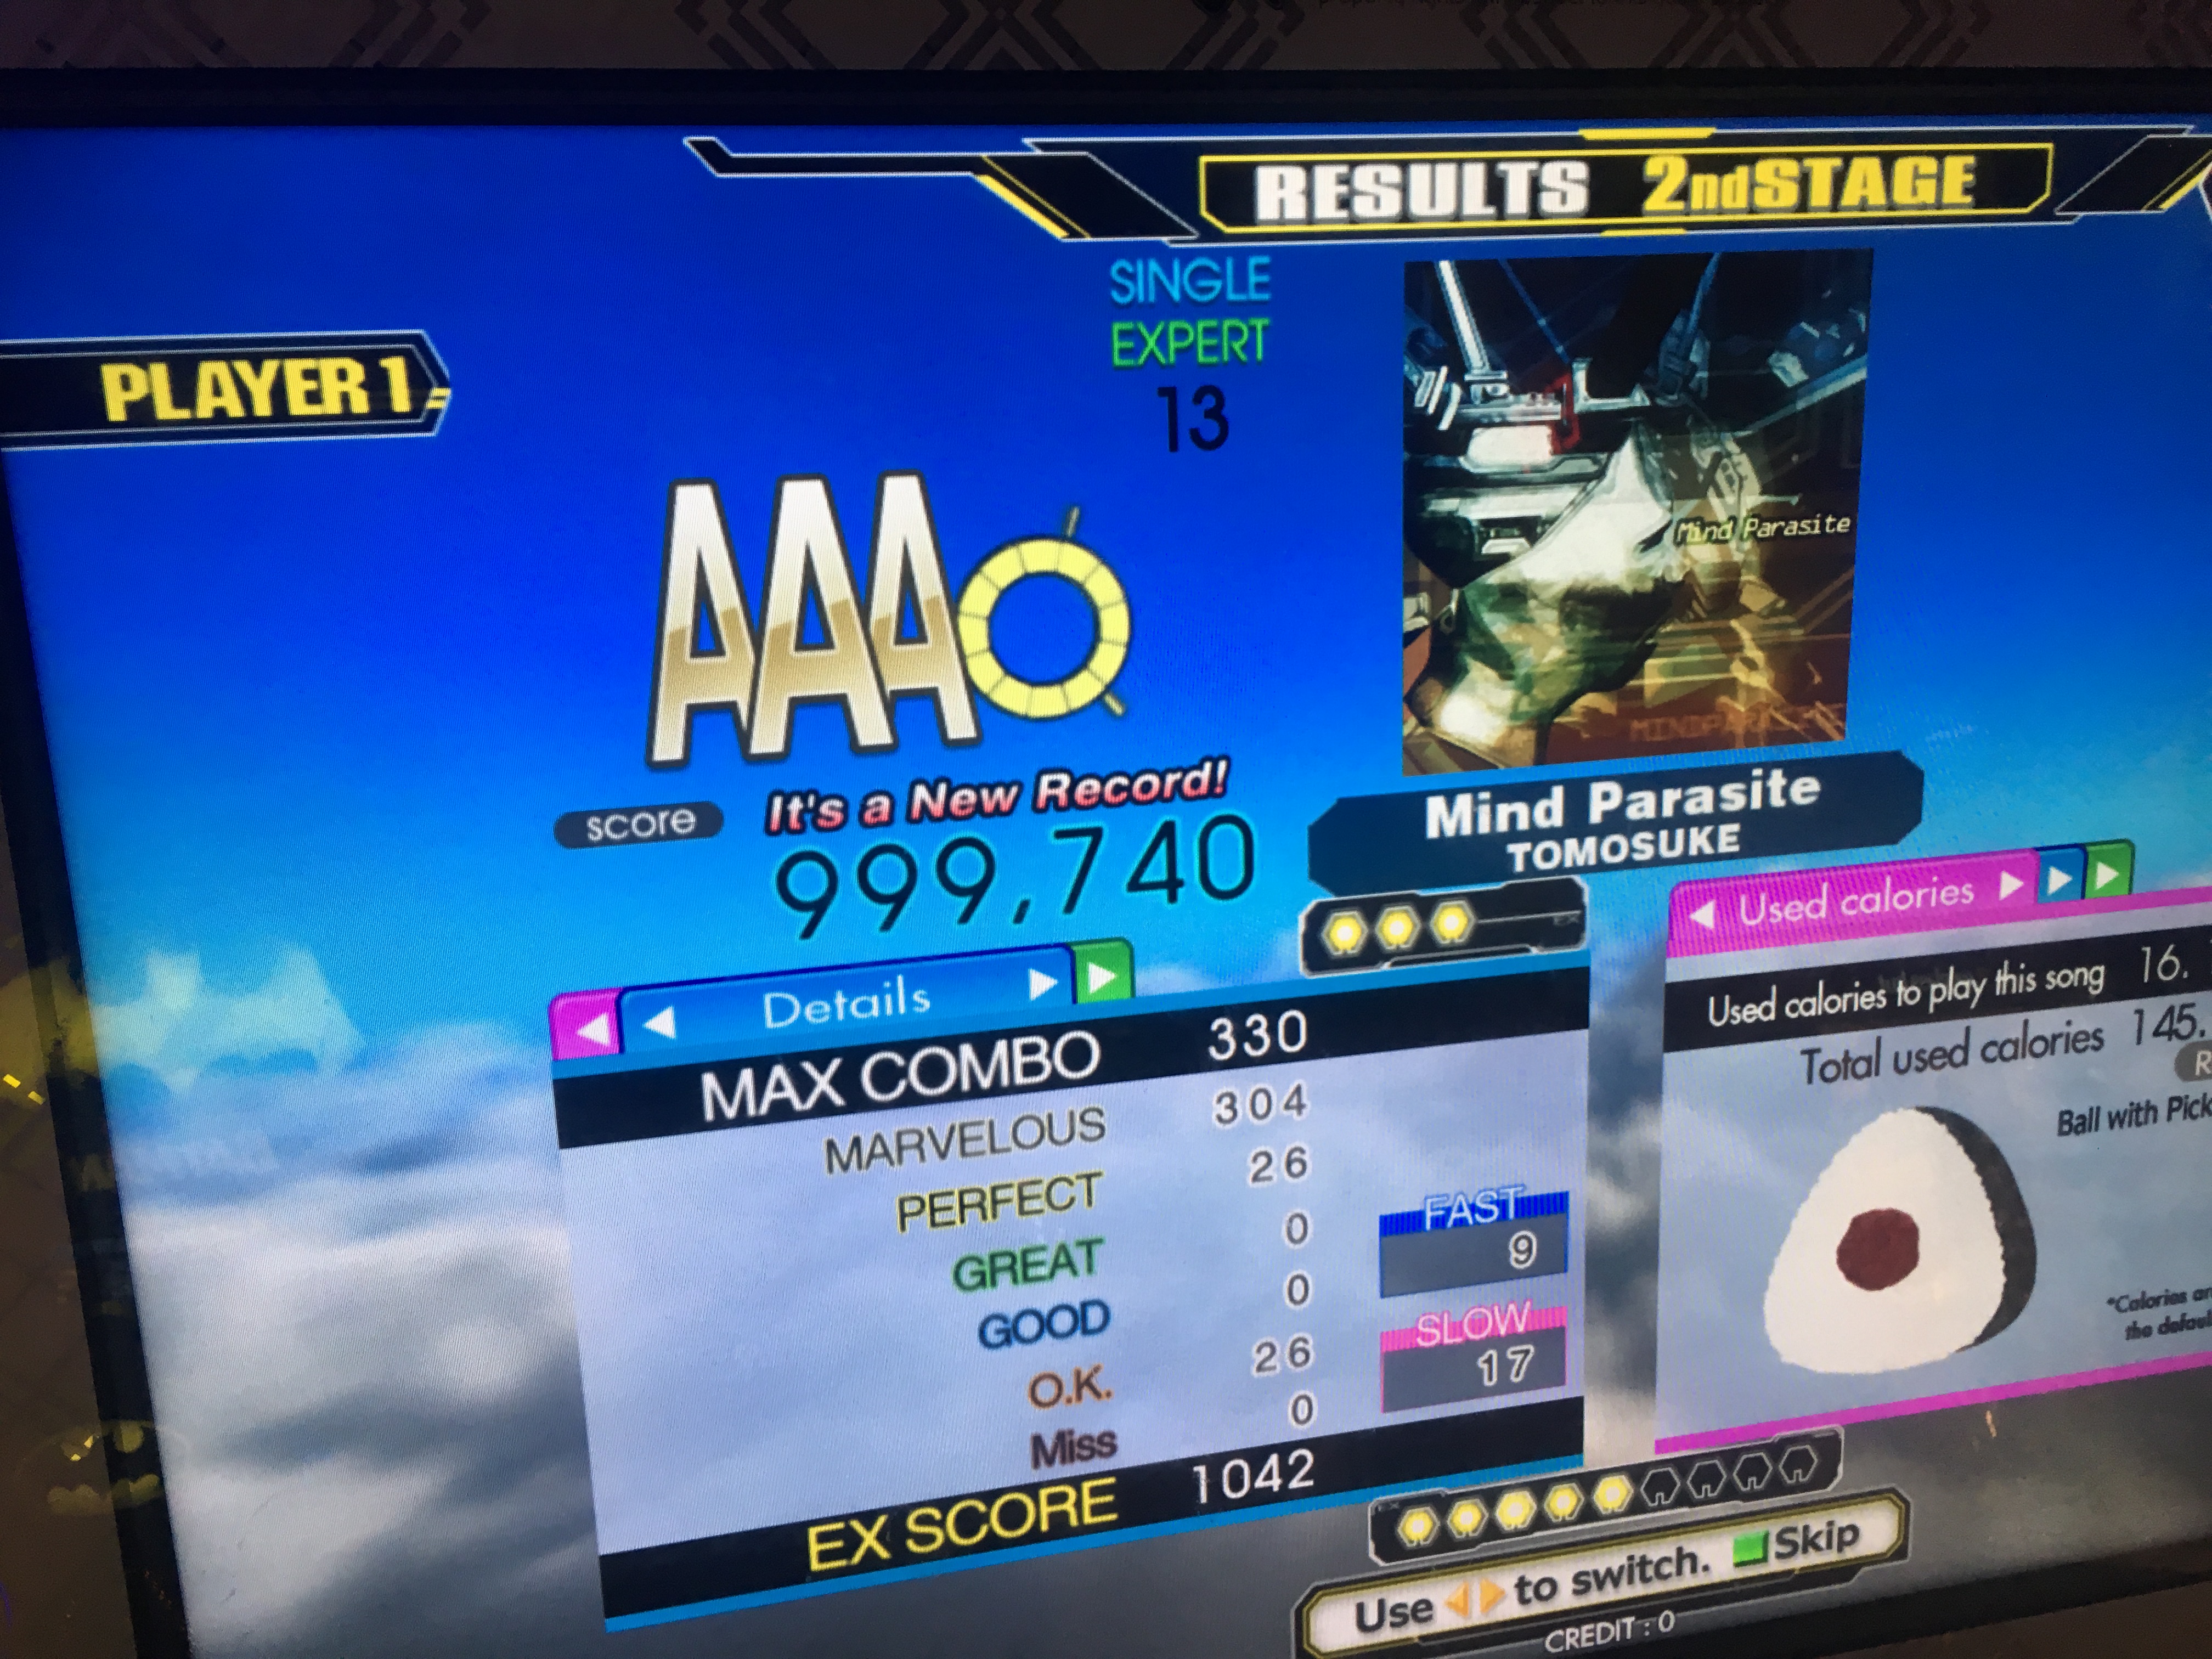 RESULTS 2ndSTAGE
SINGLE
EXPERT
13
PLAYER 1
AAA
Mind Parasite
score
It's a New Record!
999,740
Mind Parasite
TOMOSUKE
Details
MAX COMBO 330
MARVELOUS 304
PERFECT 26
GREAT 0
GOOD 0
O.K. 26
Miss 0
EX SCORE 1042
FAST
9
SLOW
17
Used calories
Used calories to play this song 16.
Total used calories 145.
R
Ball with Pick
*Calories
the
Use to switch. Skip
CREDIT : 0